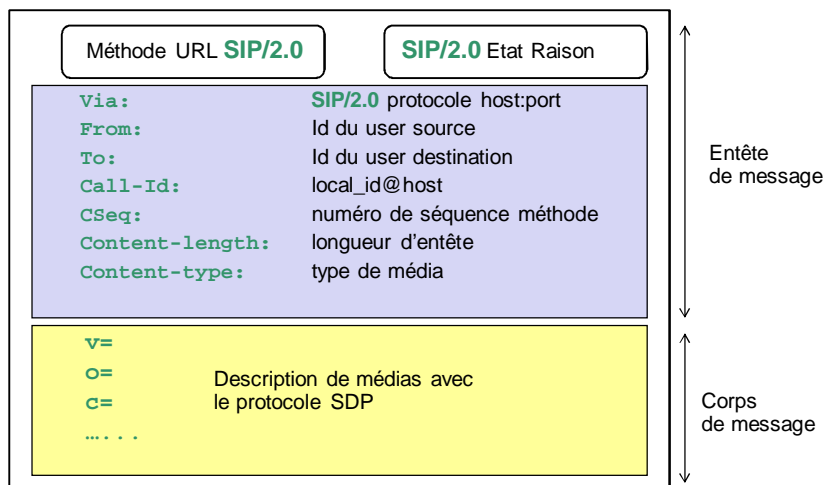 Méthode URL SIP/2.0
SIP/2.0 Etat Raison
Via: SIP/2.0 protocole host:port
From: Id du user source
To: Id du user destination
Call-Id: local_id@host
CSeq: numéro de séquence méthode
Content-length: longueur d'entête
Content-type: type de média
Entête
de message
v=
o=
c=
…...
Description de médias avec
le protocole SDP
Corps
de message